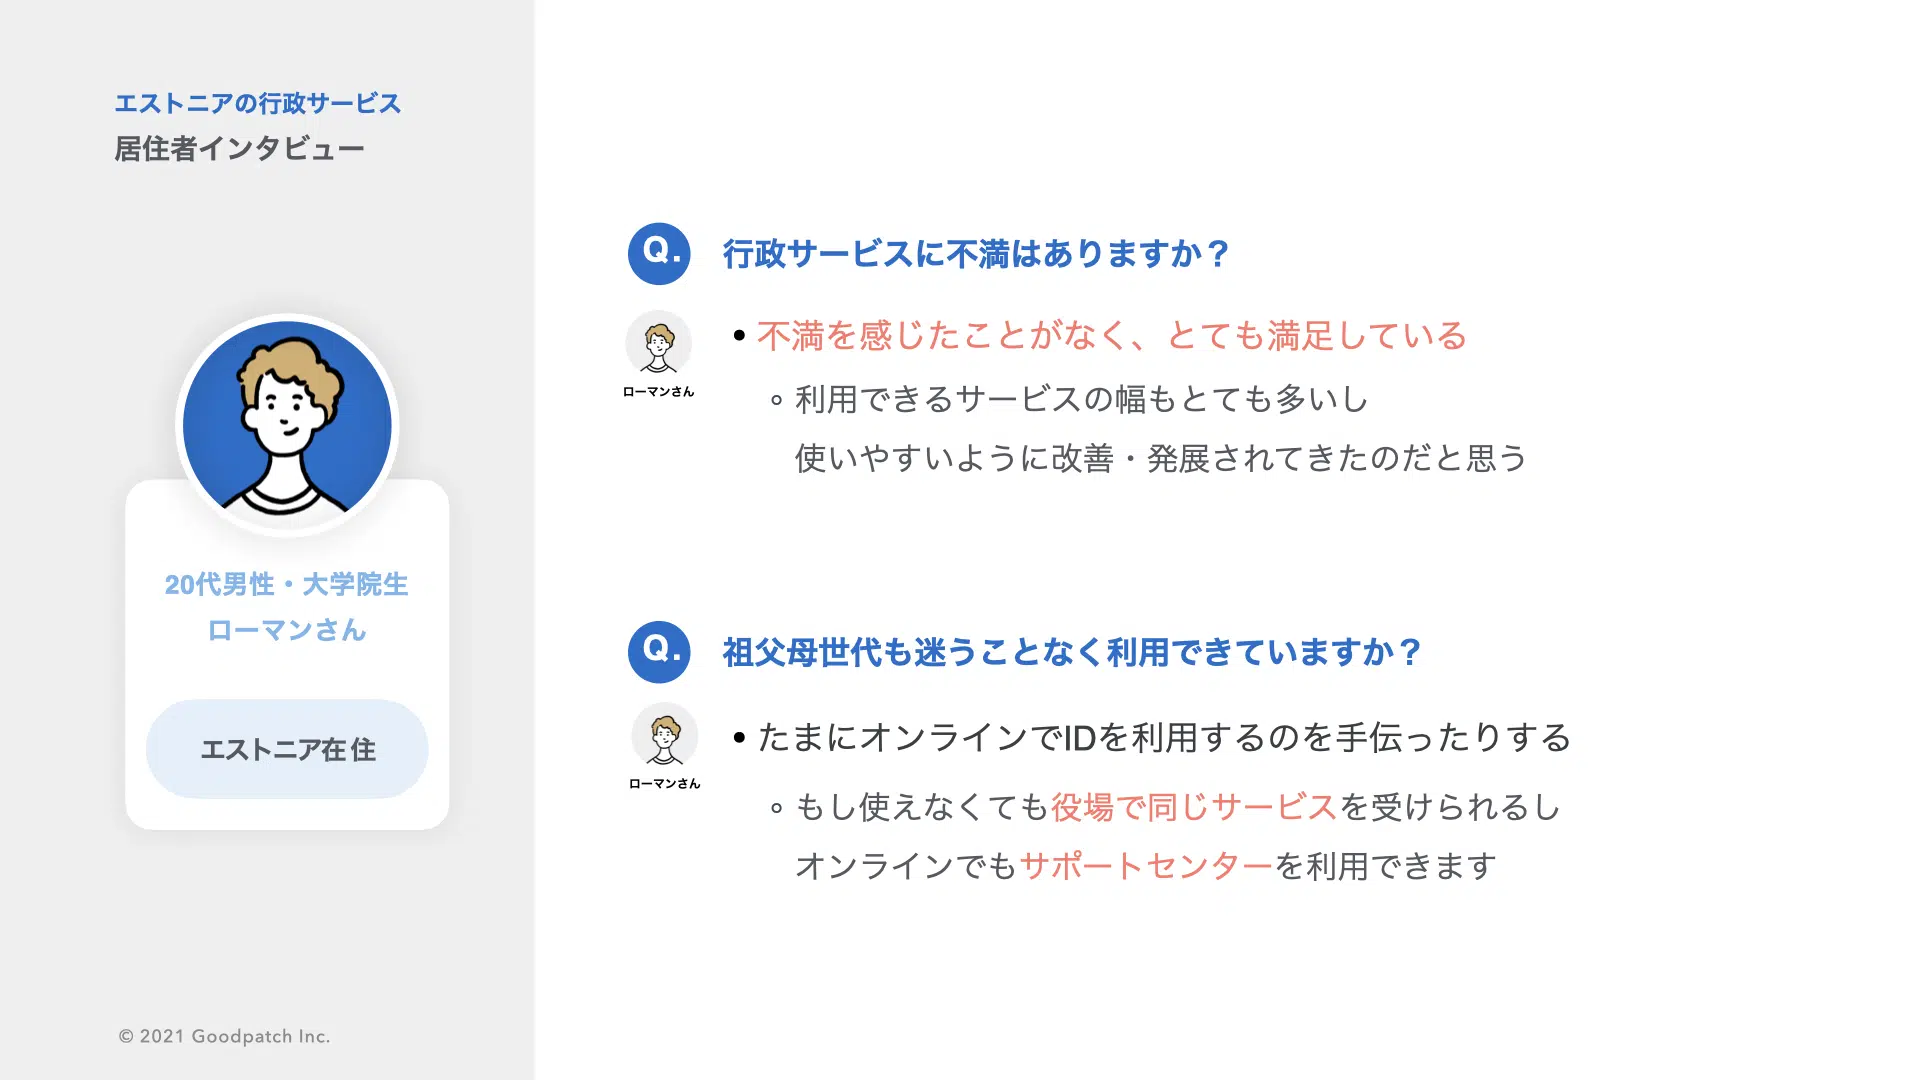 エストニアの行政サービス
居住者インタビュー
20代男性・大学院生
ローマンさん
エストニア在住
© 2021 Goodpatch Inc.
Q. 行政サービスに不満はありますか？
ローマンさん
• 不満を感じたことがなく、とても満足している
◦ 利用できるサービスの幅もとても多いし
使いやすいように改善・発展されてきたのだと思う
Q. 祖父母世代も迷うことなく利用できていますか？
ローマンさん
• たまにオンラインでIDを利用するのを手伝ったりする
◦ もし使えなくても役場で同じサービスを受けられるし
オンラインでもサポートセンターを利用できます